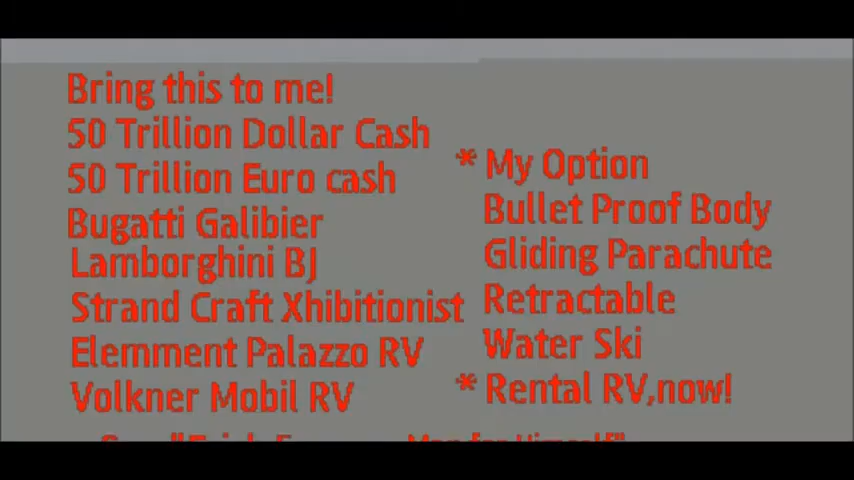 Bring this to me!
50 Trillion Dollar Cash
50 Trillion Euro cash
Bugatti Galibier
Lamborghini BJ
Strand Craft Xhibitionist
Elemment Palazzo RV
Volkner Mobil RV
* My Option
Bullet Proof Body
Gliding Parachute
Retractable
Water Ski
* Rental RV,now!